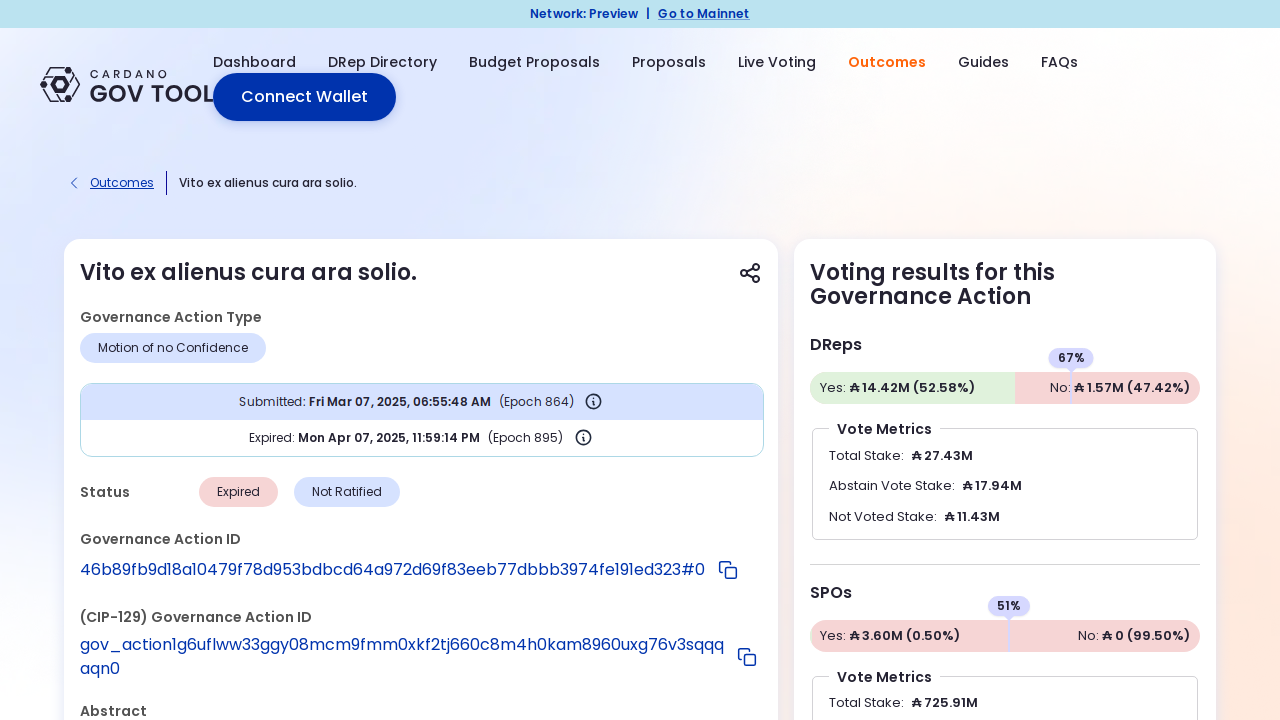 Network: Preview | Go to Mainnet
CARDANO
GOV TOOL
Dashboard DRep Directory Budget Proposals Proposals Live Voting Outcomes Guides FAQs
Connect Wallet
Outcomes Vito ex alienus cura ara solio.
Vito ex alienus cura ara solio.
Governance Action Type
Motion of no Confidence
Submitted: Fri Mar 07, 2025, 06:55:48 AM (Epoch 864)
Expired: Mon Apr 07, 2025, 11:59:14 PM (Epoch 895)
Status Expired Not Ratified
Governance Action ID
46b89fb9d18a10479f78d953bdbcd64a972d69f83eeb77dbbb3974fe191ed323#0
(CIP-129) Governance Action ID
gov_action1g6uflww33ggy08mcm9fmm0xkf2tj660c8m4h0kam8960uxg76v3sqqq
aqn0
Abstract
Voting results for this
Governance Action
DReps
67%
Yes: ₳ 14.42M (52.58%) No: ₳ 1.57M (47.42%)
Vote Metrics
Total Stake: ₳ 27.43M
Abstain Vote Stake: ₳ 17.94M
Not Voted Stake: ₳ 11.43M
SPOs
51%
Yes: ₳ 3.60M (0.50%) No: ₳ 0 (99.50%)
Vote Metrics
Total Stake: ₳ 725.91M